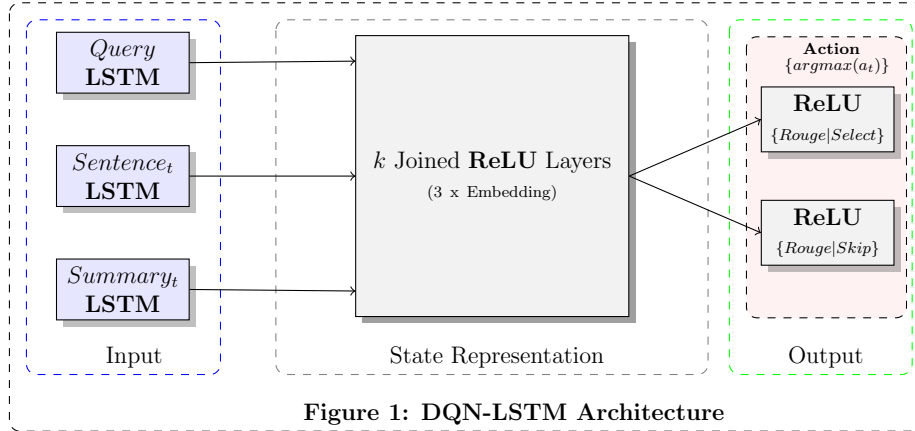 Query
LSTM
Sentence_t
LSTM
Summary_t
LSTM
Input
k Joined ReLU Layers
(3 x Embedding)
State Representation
Action
{argmax(a_t)}
ReLU
{Rouge|Select}
ReLU
{Rouge|Skip}
Output
Figure 1: DQN-LSTM Architecture